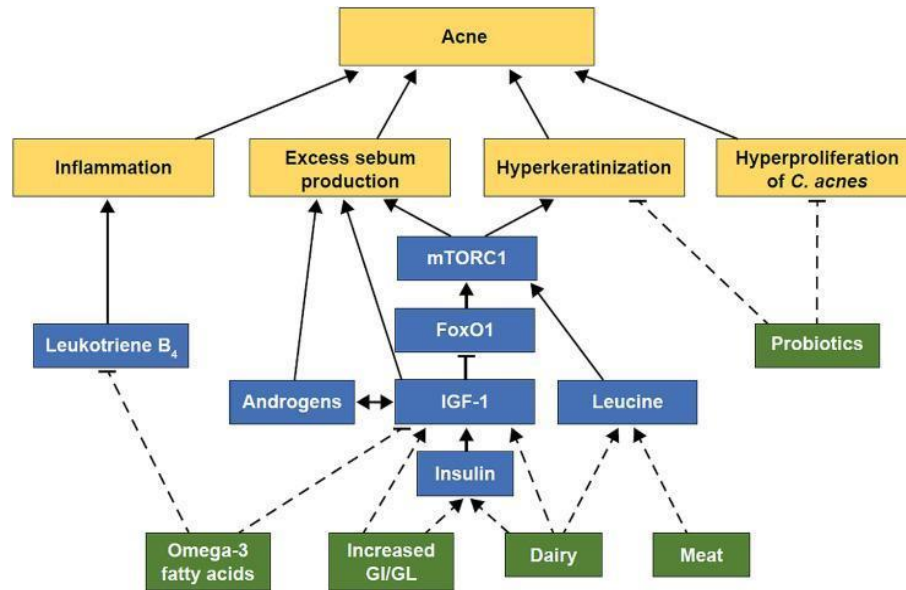 Acne
Inflammation
Excess sebum
production
Hyperkeratinization
Hyperproliferation
of C. acnes
mTORC1
FoxO1
Leukotriene B₄
Probiotics
Androgens
IGF-1
Leucine
Insulin
Omega-3
fatty acids
Increased
GI/GL
Dairy
Meat